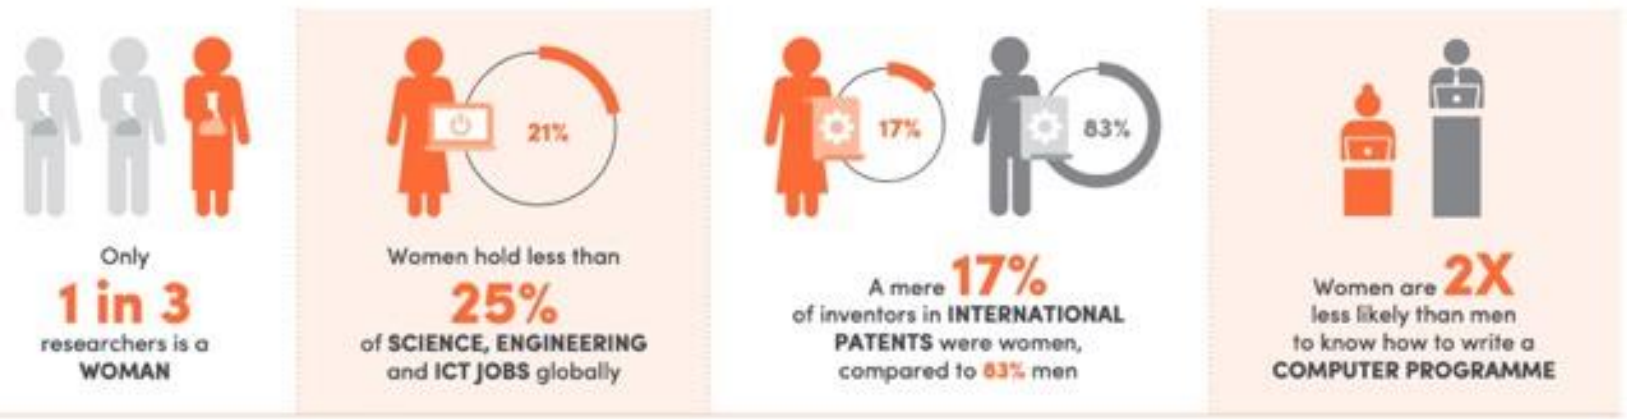 Only
1 in 3
researchers is a
WOMAN
21%
Women hold less than
25%
of SCIENCE, ENGINEERING
and ICT JOBS globally
17%
83%
A mere 17%
of inventors in INTERNATIONAL
PATENTS were women,
compared to 83% men
Women are 2X
less likely than men
to know how to write a
COMPUTER PROGRAMME